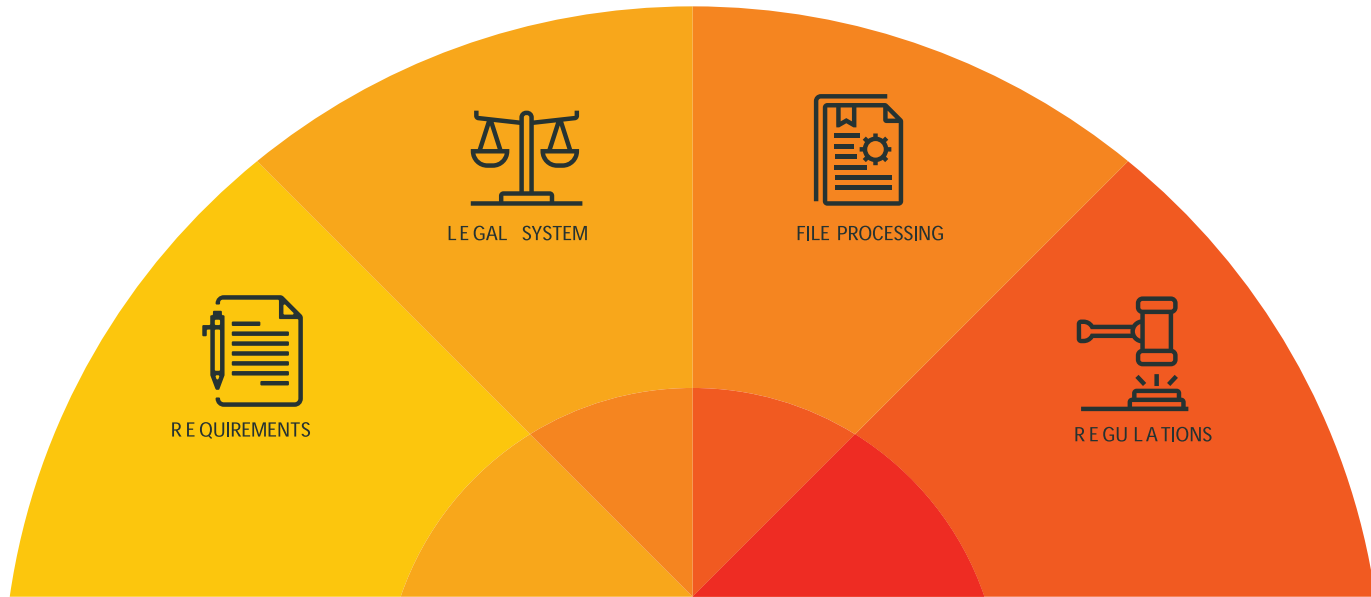 LEGAL SYSTEM
FILE PROCESSING
REQUIREMENTS
REGULATIONS